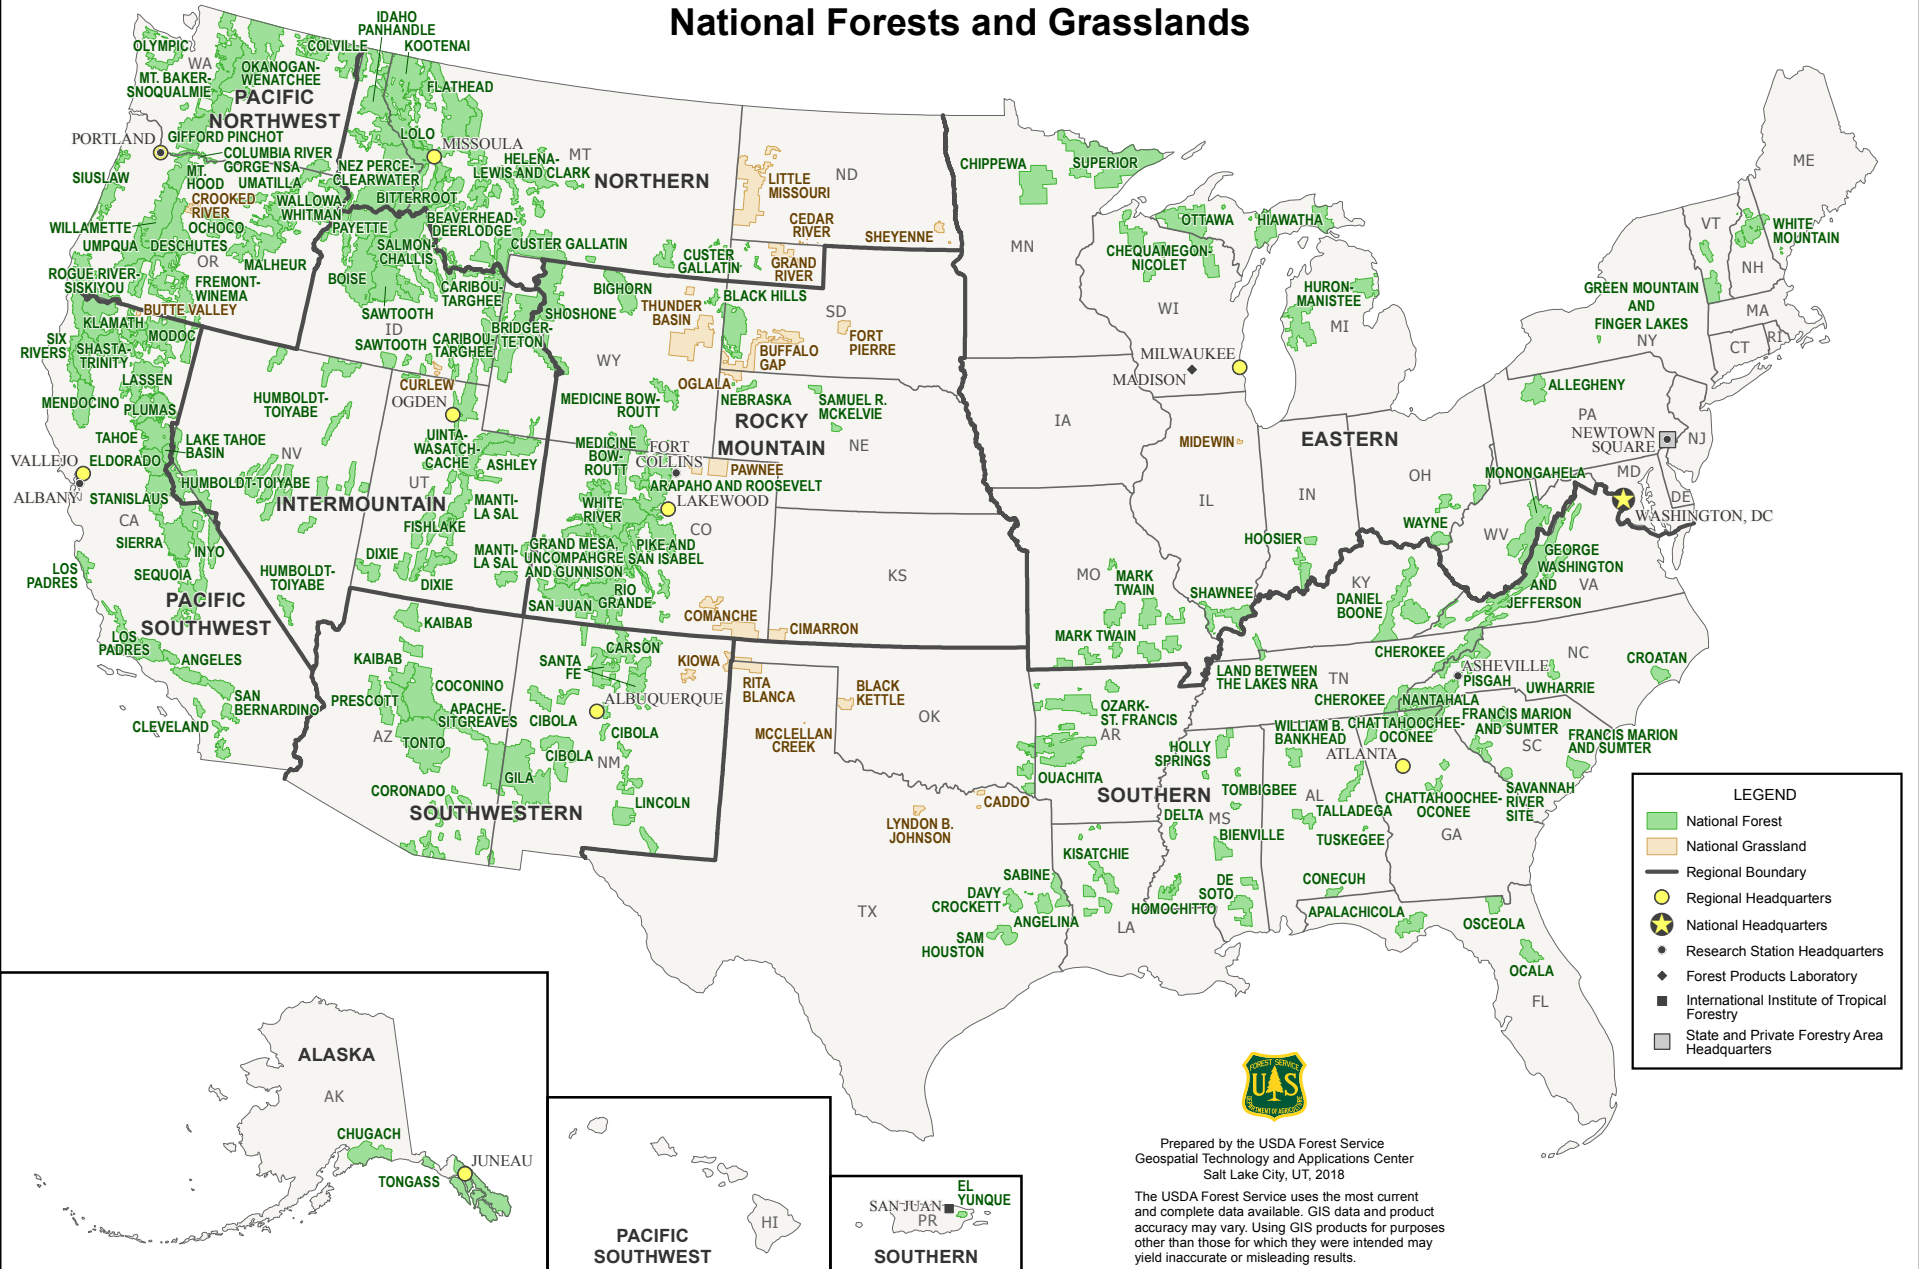 National Forests and Grasslands
IDAHO
PANHANDLE
OLYMPIC
COLVILLE
KOOTENAI
WA
OKANOGAN-
WENATCHEE
MT. BAKER-
SNOQUALMIE
FLATHEAD
PACIFIC
NORTHWEST
PORTLAND
GIFFORD PINCHOT
LOLO
MISSOULA
COLUMBIA RIVER
GORGE NSA
HELENA-
LEWIS AND CLARK
MT
NORTHERN
SIUSLAW
MT.
HOOD
UMATILLA
NEZ PERCE-
CLEARWATER
BITTERROOT
CROOKED
RIVER
WALLOWA-
WHITMAN
WILLAMETTE
OCHOCO
PAYETTE
BEAVERHEAD-
DEERLODGE
UMPQUA
DESCHUTES
SALMON-
CHALLIS
CUSTER GALLATIN
CUSTER
GALLATIN
OR
MALHEUR
BOISE
ROGUE RIVER-
SISKIYOU
FREMONT-
WINEMA
CARIBOU-
TARGHEE
BUTTE VALLEY
SAWTOOTH
ID
KLAMATH
MODOC
SAWTOOTH
CARIBOU-
TARGHEE
BRIDGER-
TETON
SHOSHONE
BIGHORN
THUNDER
BASIN
BLACK HILLS
WY
SIX
RIVERS
SHASTA-
TRINITY
LASSEN
MENDOCINO
PLUMAS
HUMBOLDT-
TOIYABE
CURLEW
OGDEN
TAHOE
LAKE TAHOE
BASIN
NV
VALLEJO
ELDORADO
ALBANY
STANISLAUS
HUMBOLDT-TOIYABE
UINTA-
WASATCH-
CACHE
ASHLEY
UT
INTERMOUNTAIN
MANTI-
LA SAL
FISHLAKE
CA
SIERRA
INYO
DIXIE
MANTI-
LA SAL
LOS
PADRES
SEQUOIA
HUMBOLDT-
TOIYABE
DIXIE
PACIFIC
SOUTHWEST
LOS
PADRES
ANGELES
SAN
BERNARDINO
CLEVELAND
LITTLE
MISSOURI
ND
CEDAR
RIVER
SHEYENNE
GRAND
RIVER
SD
FORT
PIERRE
BUFFALO
GAP
OGLALA
NEBRASKA
SAMUEL R.
MCKELVIE
MEDICINE BOW-
ROUTT
ROCKY
MOUNTAIN
NE
MEDICINE
BOW-
ROUTT
FORT
COLLINS
PAWNEE
ARAPAHO AND ROOSEVELT
WHITE
RIVER
LAKEWOOD
CO
GRAND MESA,
UNCOMPAHGRE
AND GUNNISON
PIKE AND
SAN ISABEL
KS
SAN JUAN
RIO
GRANDE
COMANCHE
CIMARRON
KAIBAB
KAIBAB
SANTA
FE
CARSON
KIOWA
RITA
BLANCA
BLACK
KETTLE
PRESCOTT
COCONINO
ALBUQUERQUE
APACHE-
SITGREAVES
CIBOLA
CIBOLA
CIBOLA
AZ
TONTO
NM
OK
MCCLELLAN
CREEK
GILA
CORONADO
SOUTHWESTERN
LINCOLN
LYNDON B.
JOHNSON
CADDO
TX
SABINE
DAVY
CROCKETT
ANGELINA
SAM
HOUSTON
CHIPPEWA
SUPERIOR
MN
OTTAWA
HIAWATHA
CHEQUAMEGON-
NICOLET
WI
HURON-
MANISTEE
MI
MILWAUKEE
MADISON
IA
MIDEWIN
EASTERN
IL
IN
OH
HOOSIER
WAYNE
MO
MARK
TWAIN
SHAWNEE
KY
DANIEL
BOONE
MARK TWAIN
ME
VT
WHITE
MOUNTAIN
NH
GREEN MOUNTAIN
AND
FINGER LAKES
NY
MA
CT
RI
ALLEGHENY
PA
NEWTOWN
SQUARE
NJ
MONONGAHELA
MD
DE
WASHINGTON, DC
WV
GEORGE
WASHINGTON
AND
JEFFERSON
VA
LAND BETWEEN
THE LAKES NRA
TN
CHEROKEE
CHEROKEE
ASHEVILLE
PISGAH
NC
UWHARRIE
CROATAN
NANTAHALA
OZARK-
ST. FRANCIS
AR
OUACHITA
HOLLY
SPRINGS
WILLIAM B.
BANKHEAD
CHATTAHOOCHEE-
OCONEE
ATLANTA
FRANCIS MARION
AND SUMTER
SC
FRANCIS MARION
AND SUMTER
SOUTHERN
TOMBIGBEE
AL
TALLADEGA
CHATTAHOOCHEE-
OCONEE
SAVANNAH
RIVER
SITE
DELTA
MS
BIENVILLE
TUSKEGEE
GA
KISATCHIE
DE
SOTO
CONECUH
HOMOCHITTO
LA
APALACHICOLA
OSCEOLA
OCALA
FL
LEGEND
National Forest
National Grassland
Regional Boundary
Regional Headquarters
National Headquarters
Research Station Headquarters
Forest Products Laboratory
International Institute of Tropical
Forestry
State and Private Forestry Area
Headquarters
ALASKA
AK
CHUGACH
JUNEAU
TONGASS
HI
PACIFIC
SOUTHWEST
EL
YUNQUE
SAN JUAN
PR
SOUTHERN
FOREST SERVICE
U S
DEPARTMENT OF AGRICULTURE
Prepared by the USDA Forest Service
Geospatial Technology and Applications Center
Salt Lake City, UT, 2018
The USDA Forest Service uses the most current
and complete data available. GIS data and product
accuracy may vary. Using GIS products for purposes
other than those for which they were intended may
yield inaccurate or misleading results.